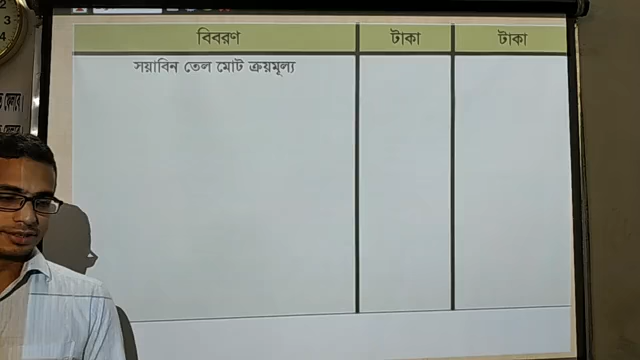 বিবরণ টাকা টাকা
সয়াবিন তেল মোট ক্রয়মূল্য